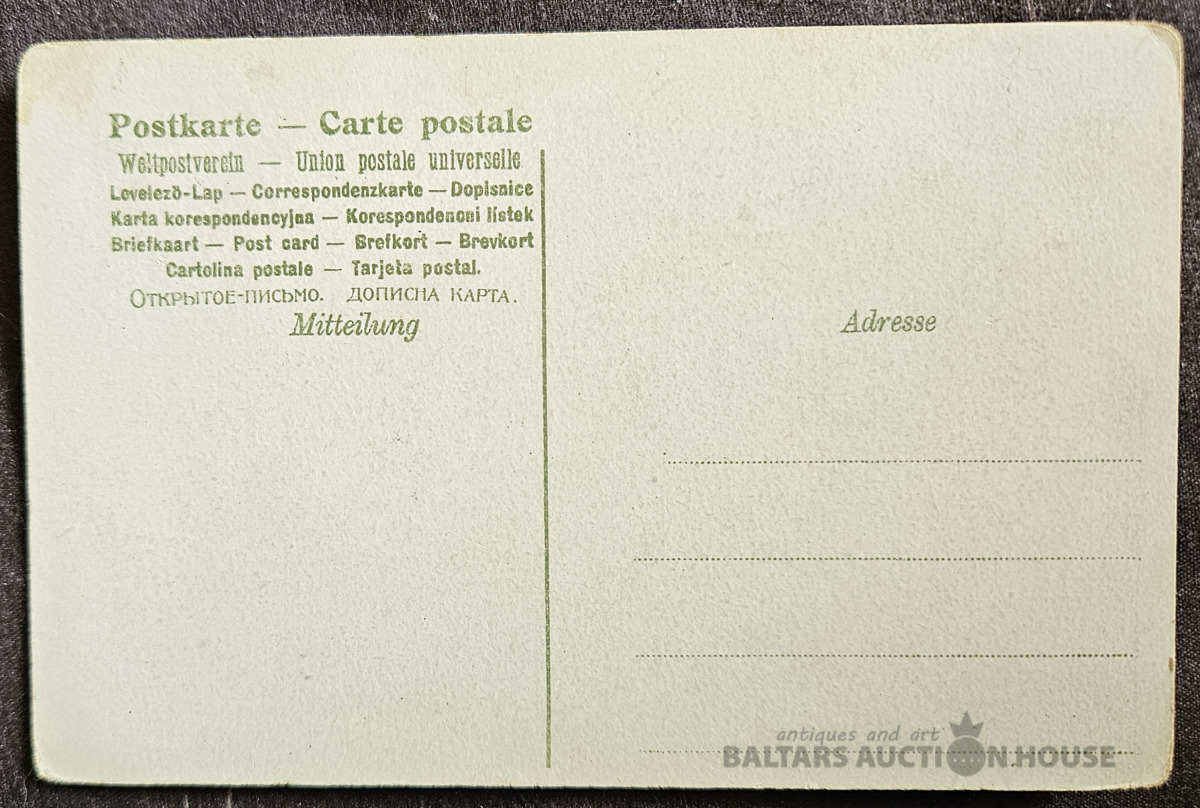 Postkarte — Carte postale
Weltpostverein — Union postale universelle
Levelezö-Lap — Correspondenzkarte — Dopisnice
Karta korespondencyjna — Korespondencni lístek
Briefkaart — Post card — Brefkort — Brevkort
Cartolina postale — Tarjeta postal.
Открытое-письмо. дописна карта.
Mitteilung
Adresse
antiques and art
BALTARS AUCTION HOUSE